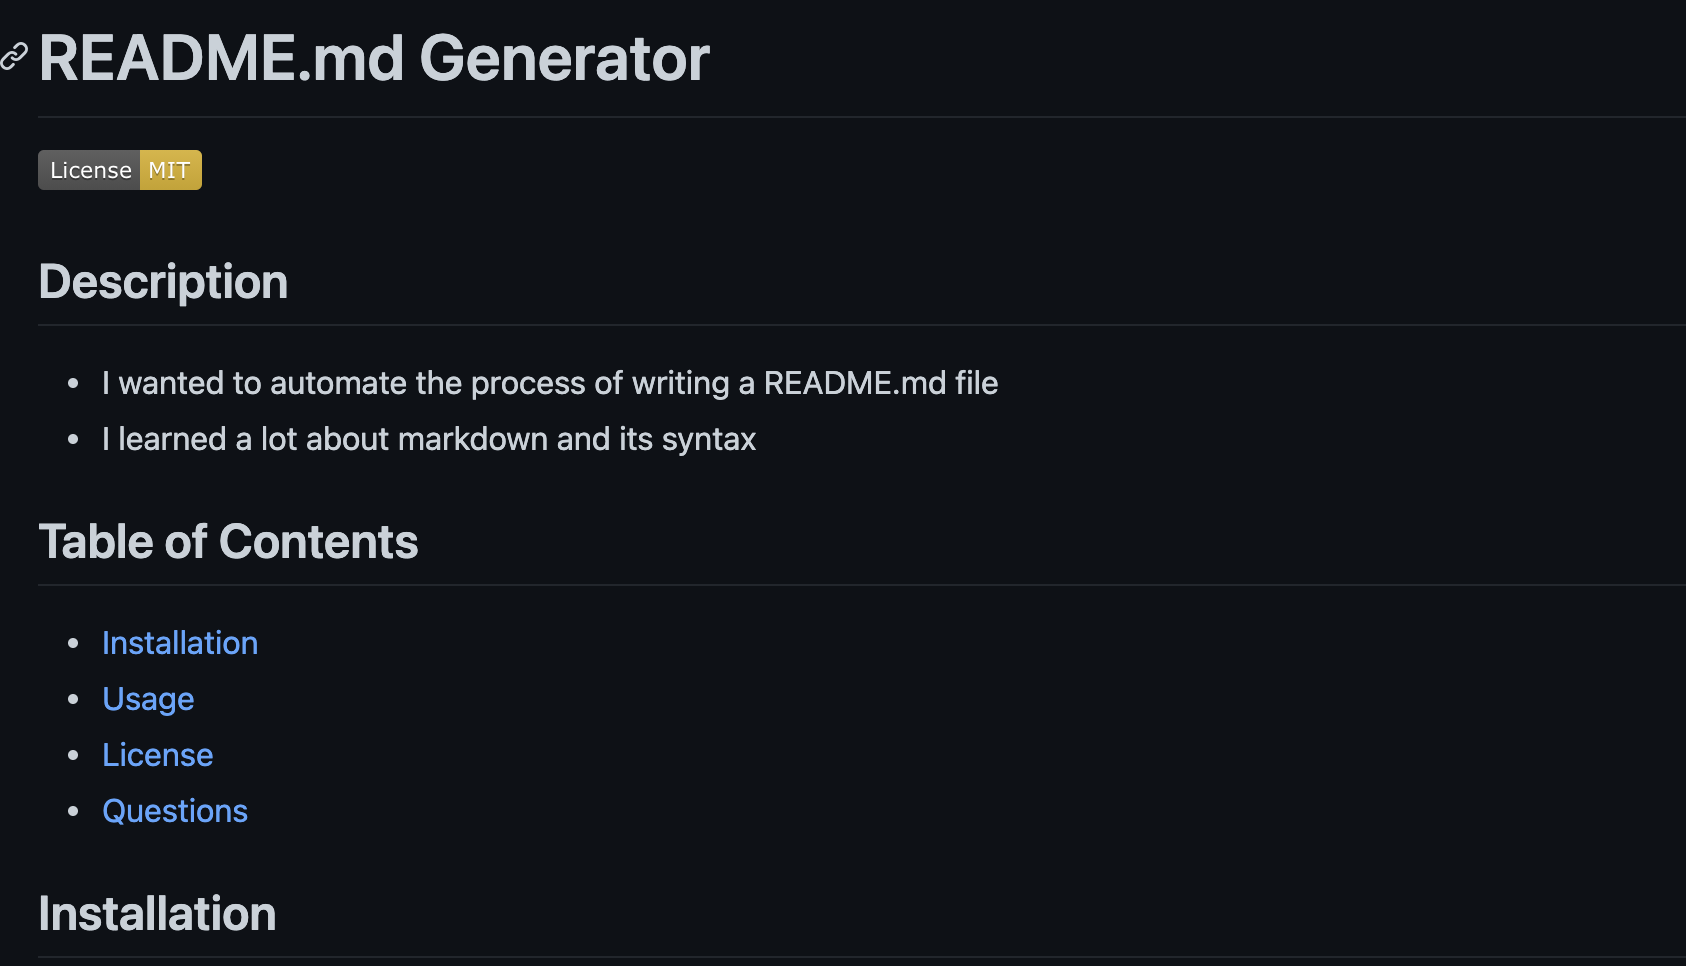 README.md Generator
License MIT
Description
I wanted to automate the process of writing a README.md file
I learned a lot about markdown and its syntax
Table of Contents
Installation
Usage
License
Questions
Installation